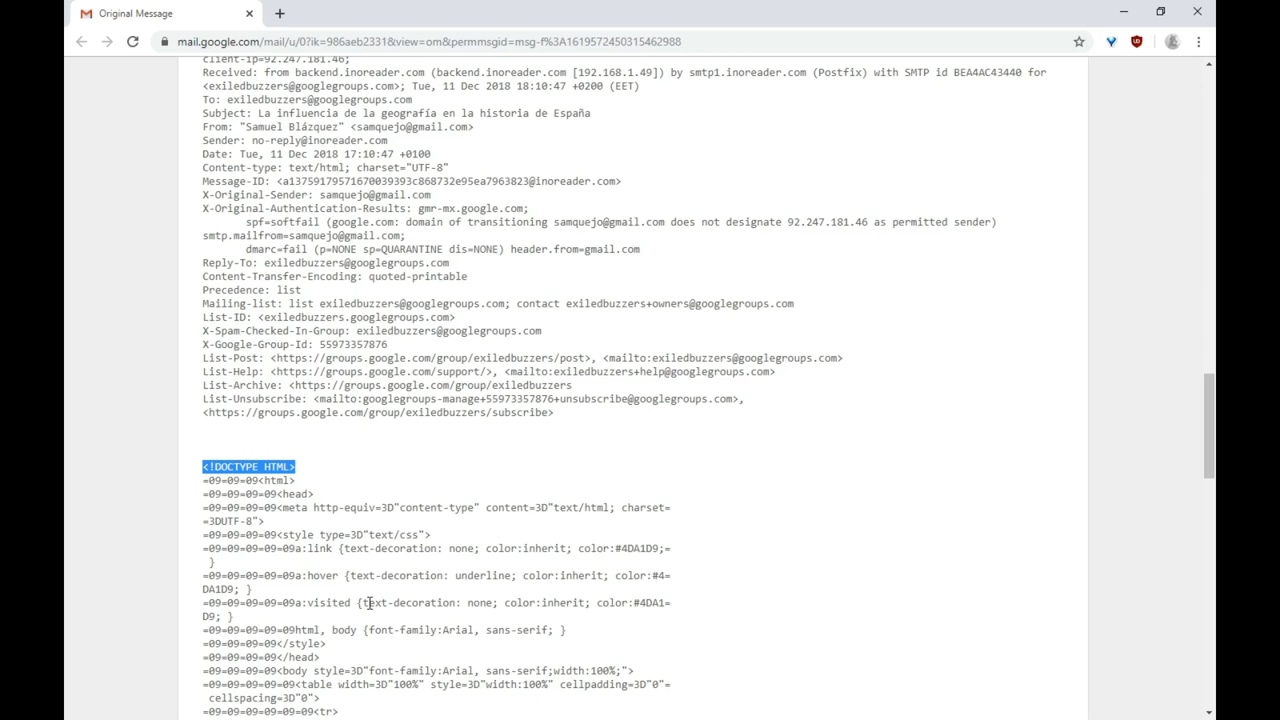 Original Message
mail.google.com/mail/u/0?ik=986aeb2331&view=om&permmsgid=msg-f%3A1619572450315462988
client-ip=92.247.181.46;
Received: from backend.inoreader.com (backend.inoreader.com [192.168.1.49]) by smtp1.inoreader.com (Postfix) with SMTP id BEA4AC43440 for
<exiledbuzzers@googlegroups.com>; Tue, 11 Dec 2018 18:10:47 +0200 (EET)
To: exiledbuzzers@googlegroups.com
Subject: La influencia de la geografía en la historia de España
From: "Samuel Blázquez" <samquejo@gmail.com>
Sender: no-reply@inoreader.com
Date: Tue, 11 Dec 2018 17:10:47 +0100
Content-type: text/html; charset="UTF-8"
Message-ID: <a13759179571670039393c868732e95ea7963823@inoreader.com>
X-Original-Sender: samquejo@gmail.com
X-Original-Authentication-Results: gmr-mx.google.com;
spf=softfail (google.com: domain of transitioning samquejo@gmail.com does not designate 92.247.181.46 as permitted sender)
smtp.mailfrom=samquejo@gmail.com;
dmarc=fail (p=NONE sp=QUARANTINE dis=NONE) header.from=gmail.com
Reply-To: exiledbuzzers@googlegroups.com
Content-Transfer-Encoding: quoted-printable
Precedence: list
Mailing-list: list exiledbuzzers@googlegroups.com; contact exiledbuzzers+owners@googlegroups.com
List-ID: <exiledbuzzers.googlegroups.com>
X-Spam-Checked-In-Group: exiledbuzzers@googlegroups.com
X-Google-Group-Id: 55973357876
List-Post: <https://groups.google.com/group/exiledbuzzers/post>, <mailto:exiledbuzzers@googlegroups.com>
List-Help: <https://groups.google.com/support/>, <mailto:exiledbuzzers+help@googlegroups.com>
List-Archive: <https://groups.google.com/group/exiledbuzzers
List-Unsubscribe: <mailto:googlegroups-manage+55973357876+unsubscribe@googlegroups.com>,
<https://groups.google.com/group/exiledbuzzers/subscribe>
<!DOCTYPE HTML>
=09=09=09<html>
=09=09=09<head>
=09=09=09<meta http-equiv=3D"content-type" content=3D"text/html; charset=
=3DUTF-8">
=09=09=09<style type=3D"text/css">
=09=09=09=09a:link {text-decoration: none; color:inherit; color:#4DA1D9;=
}
=09=09=09=09a:hover {text-decoration: underline; color:inherit; color:#4=
DA1D9; }
=09=09=09=09a:visited {text-decoration: none; color:inherit; color:#4DA1=
D9; }
=09=09=09=09html, body {font-family:Arial, sans-serif; }
=09=09=09</style>
=09=09=09</head>
=09=09=09<body style=3D"font-family:Arial, sans-serif;width:100%;">
=09=09=09<table width=3D"100%" style=3D"width:100%" cellpadding=3D"0"=
cellspacing=3D"0">
=09=09=09=09=09<tr>